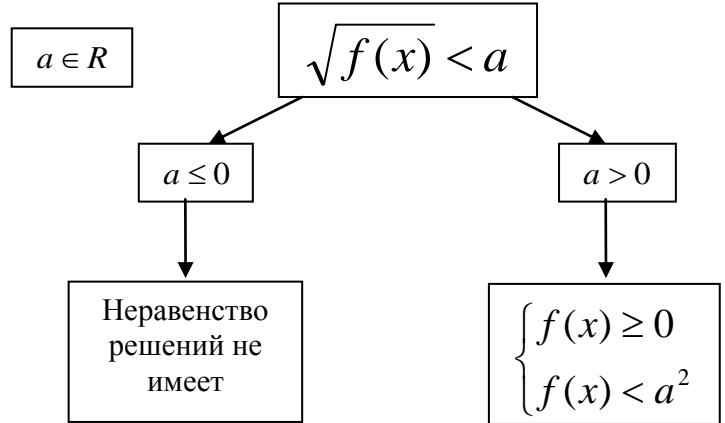 a ∈ R
√f(x) < a
a ≤ 0
a > 0
Неравенство
решений не
имеет
f(x) ≥ 0
f(x) < a²